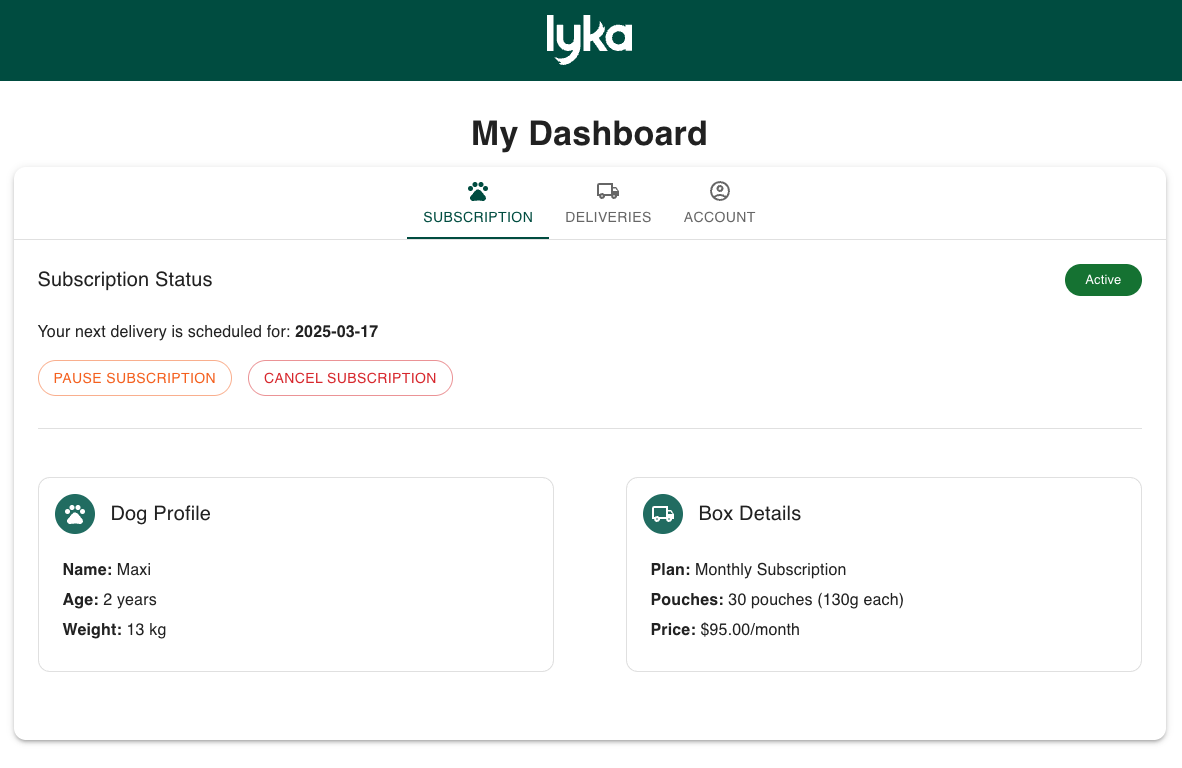 lyka
My Dashboard
SUBSCRIPTION
DELIVERIES
ACCOUNT
Subscription Status
Active
Your next delivery is scheduled for: 2025-03-17
PAUSE SUBSCRIPTION
CANCEL SUBSCRIPTION
Dog Profile
Name: Maxi
Age: 2 years
Weight: 13 kg
Box Details
Plan: Monthly Subscription
Pouches: 30 pouches (130g each)
Price: $95.00/month